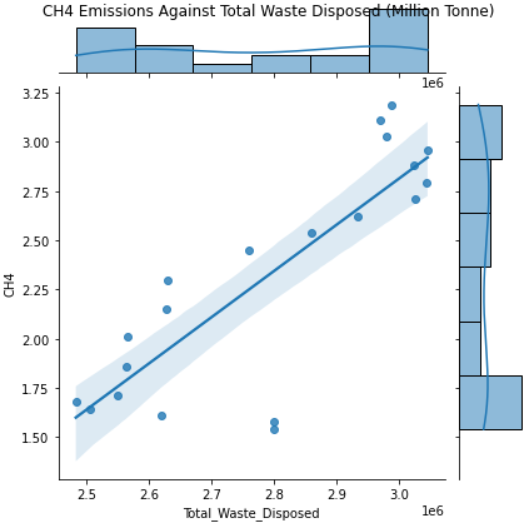 CH4 Emissions Against Total Waste Disposed (Million Tonne)
1e6
3.25
3.00
2.75
2.50
2.25
2.00
1.75
1.50
CH4
2.5 2.6 2.7 2.8 2.9 3.0
1e6
Total_Waste_Disposed